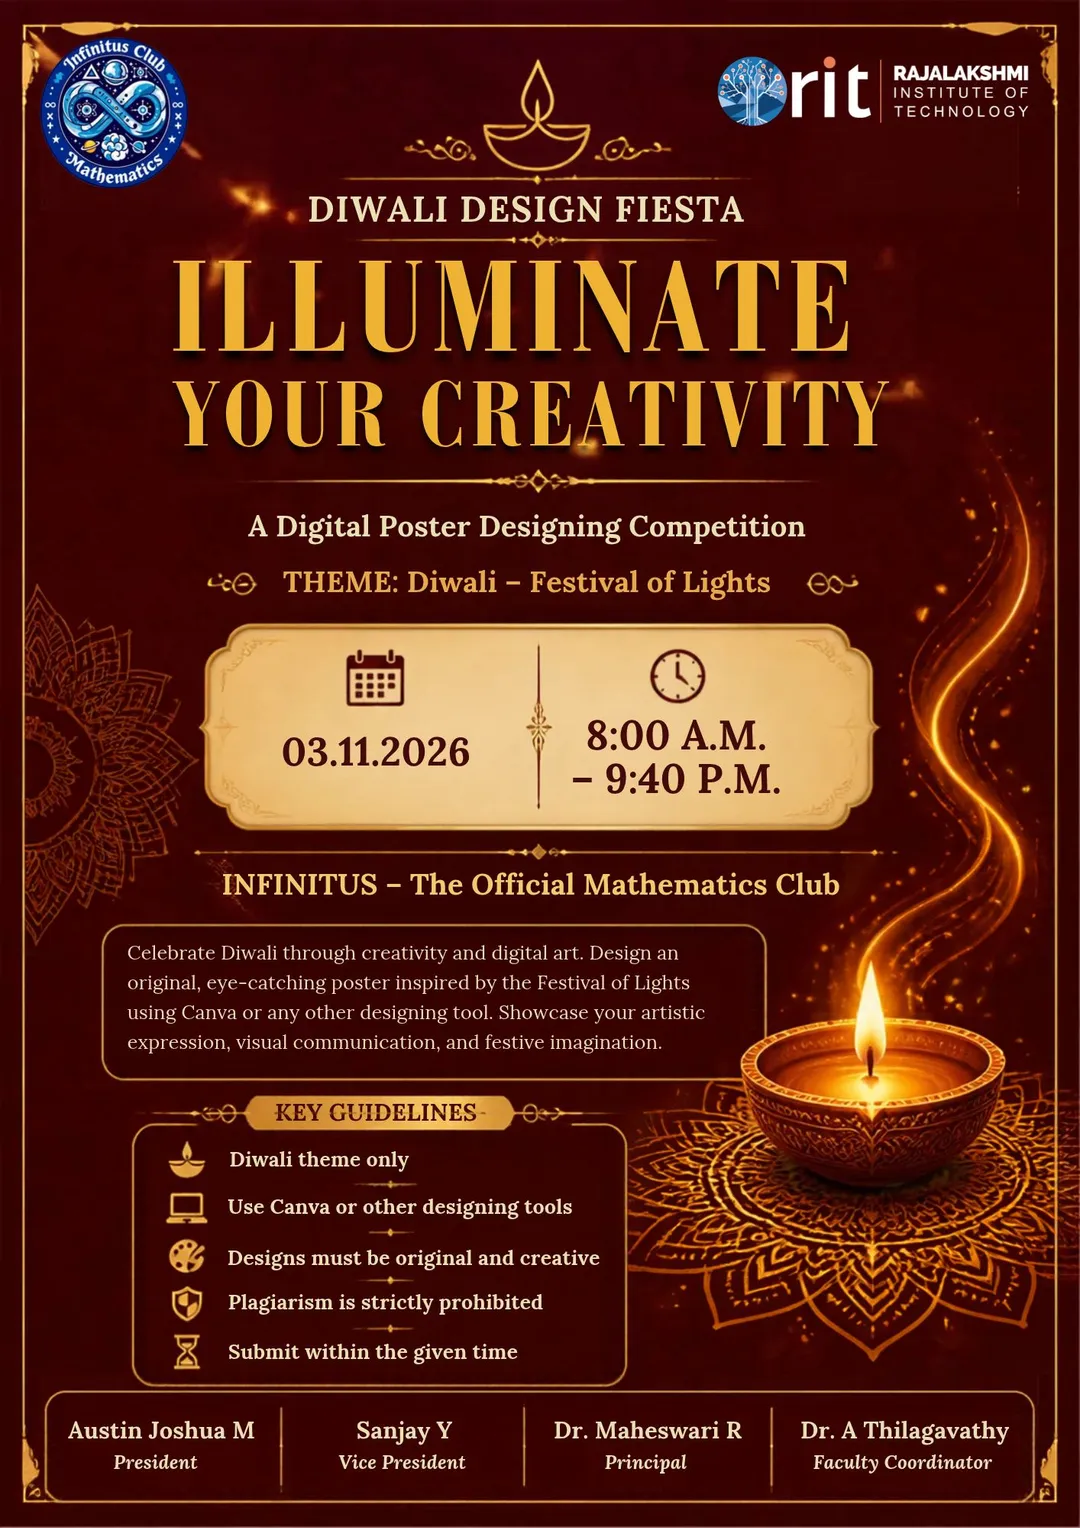 Infinitus Club
Mathematics
rit
RAJALAKSHMI
INSTITUTE OF
TECHNOLOGY
DIWALI DESIGN FIESTA
ILLUMINATE
YOUR CREATIVITY
A Digital Poster Designing Competition
THEME: Diwali – Festival of Lights
03.11.2026
8:00 A.M.
– 9:40 P.M.
INFINITUS – The Official Mathematics Club
Celebrate Diwali through creativity and digital art. Design an
original, eye-catching poster inspired by the Festival of Lights
using Canva or any other designing tool. Showcase your artistic
expression, visual communication, and festive imagination.
KEY GUIDELINES
Diwali theme only
Use Canva or other designing tools
Designs must be original and creative
Plagiarism is strictly prohibited
Submit within the given time
Austin Joshua M
President
Sanjay Y
Vice President
Dr. Maheswari R
Principal
Dr. A Thilagavathy
Faculty Coordinator